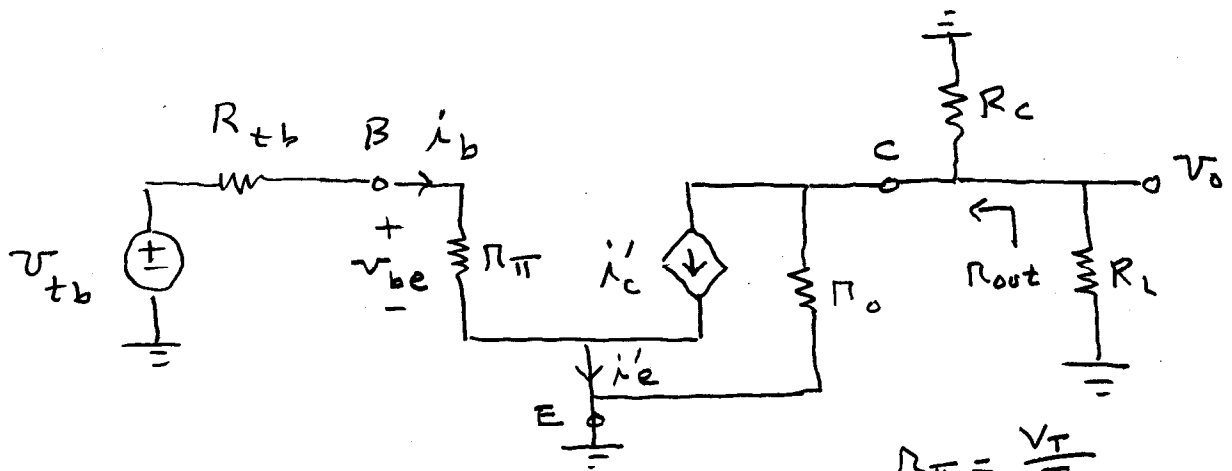 R_C
R_tb B i_b C v_o
v_tb + − + v_be − r_π i'_c r_o r_out R_L
i'_e
E
r_π = V_T